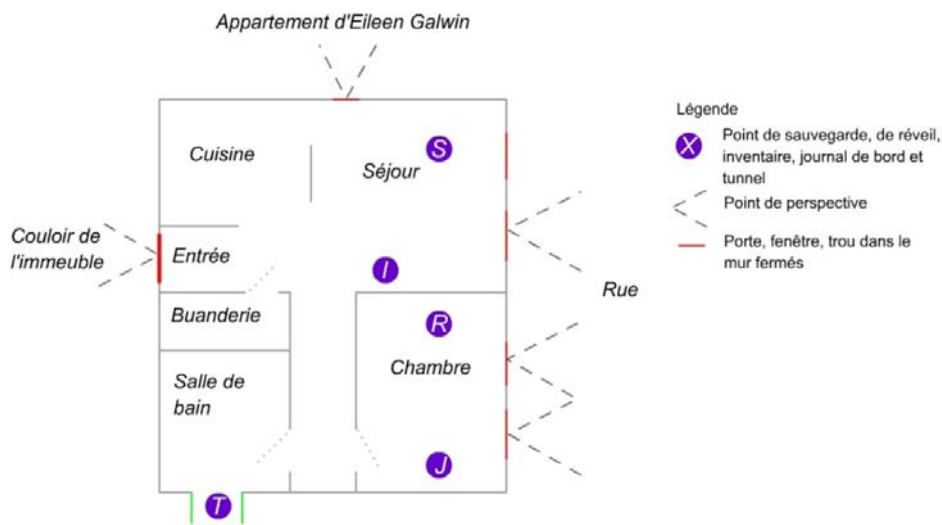 Appartement d'Eileen Galwin
Légende
X
Point de sauvegarde, de réveil,
inventaire, journal de bord et
tunnel
Point de perspective
Porte, fenêtre, trou dans le
mur fermés
Cuisine
S
Séjour
Couloir de
l'immeuble
Entrée
I
Rue
Buanderie
R
Chambre
Salle de
bain
J
T